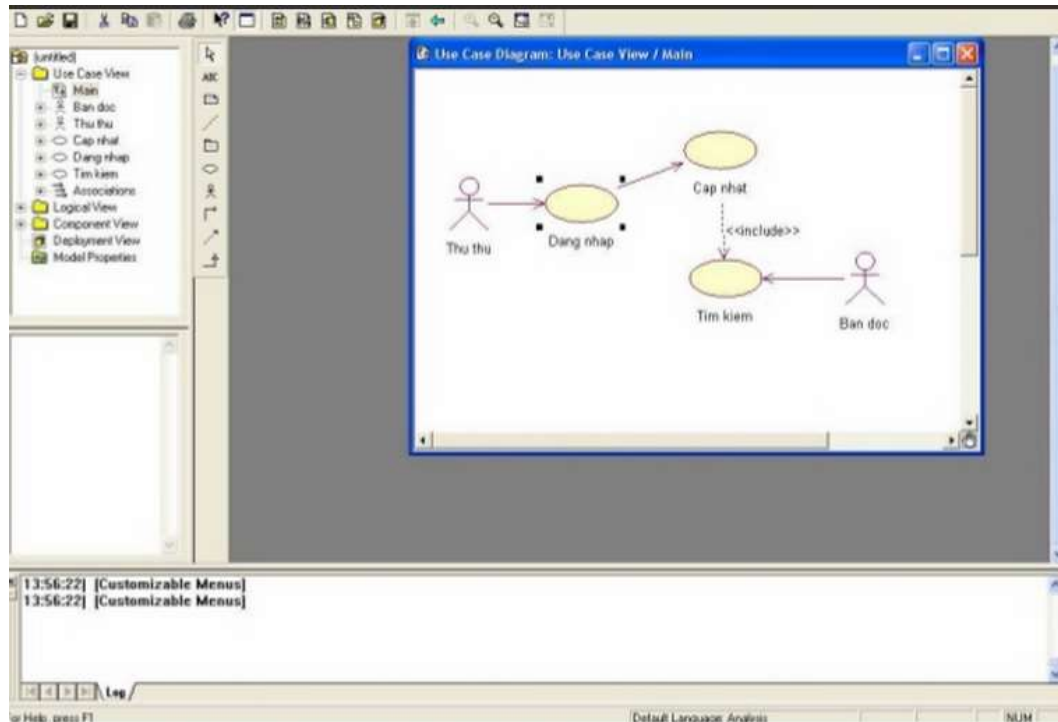 Use Case Diagram: Use Case View / Main
(untitled)
Use Case View
Main
Ban doc
Thu thu
Cap nhat
Dang nhap
Tim kiem
Associations
Logical View
Component View
Deployment View
Model Properties
ABC
Cap nhat
<<include>>
Thu thu
Dang nhap
Tim kiem
Ban doc
13:56:22| [Customizable Menus]
13:56:22| [Customizable Menus]
Log
or Help, press F1
Default Language: Analysis
NUM